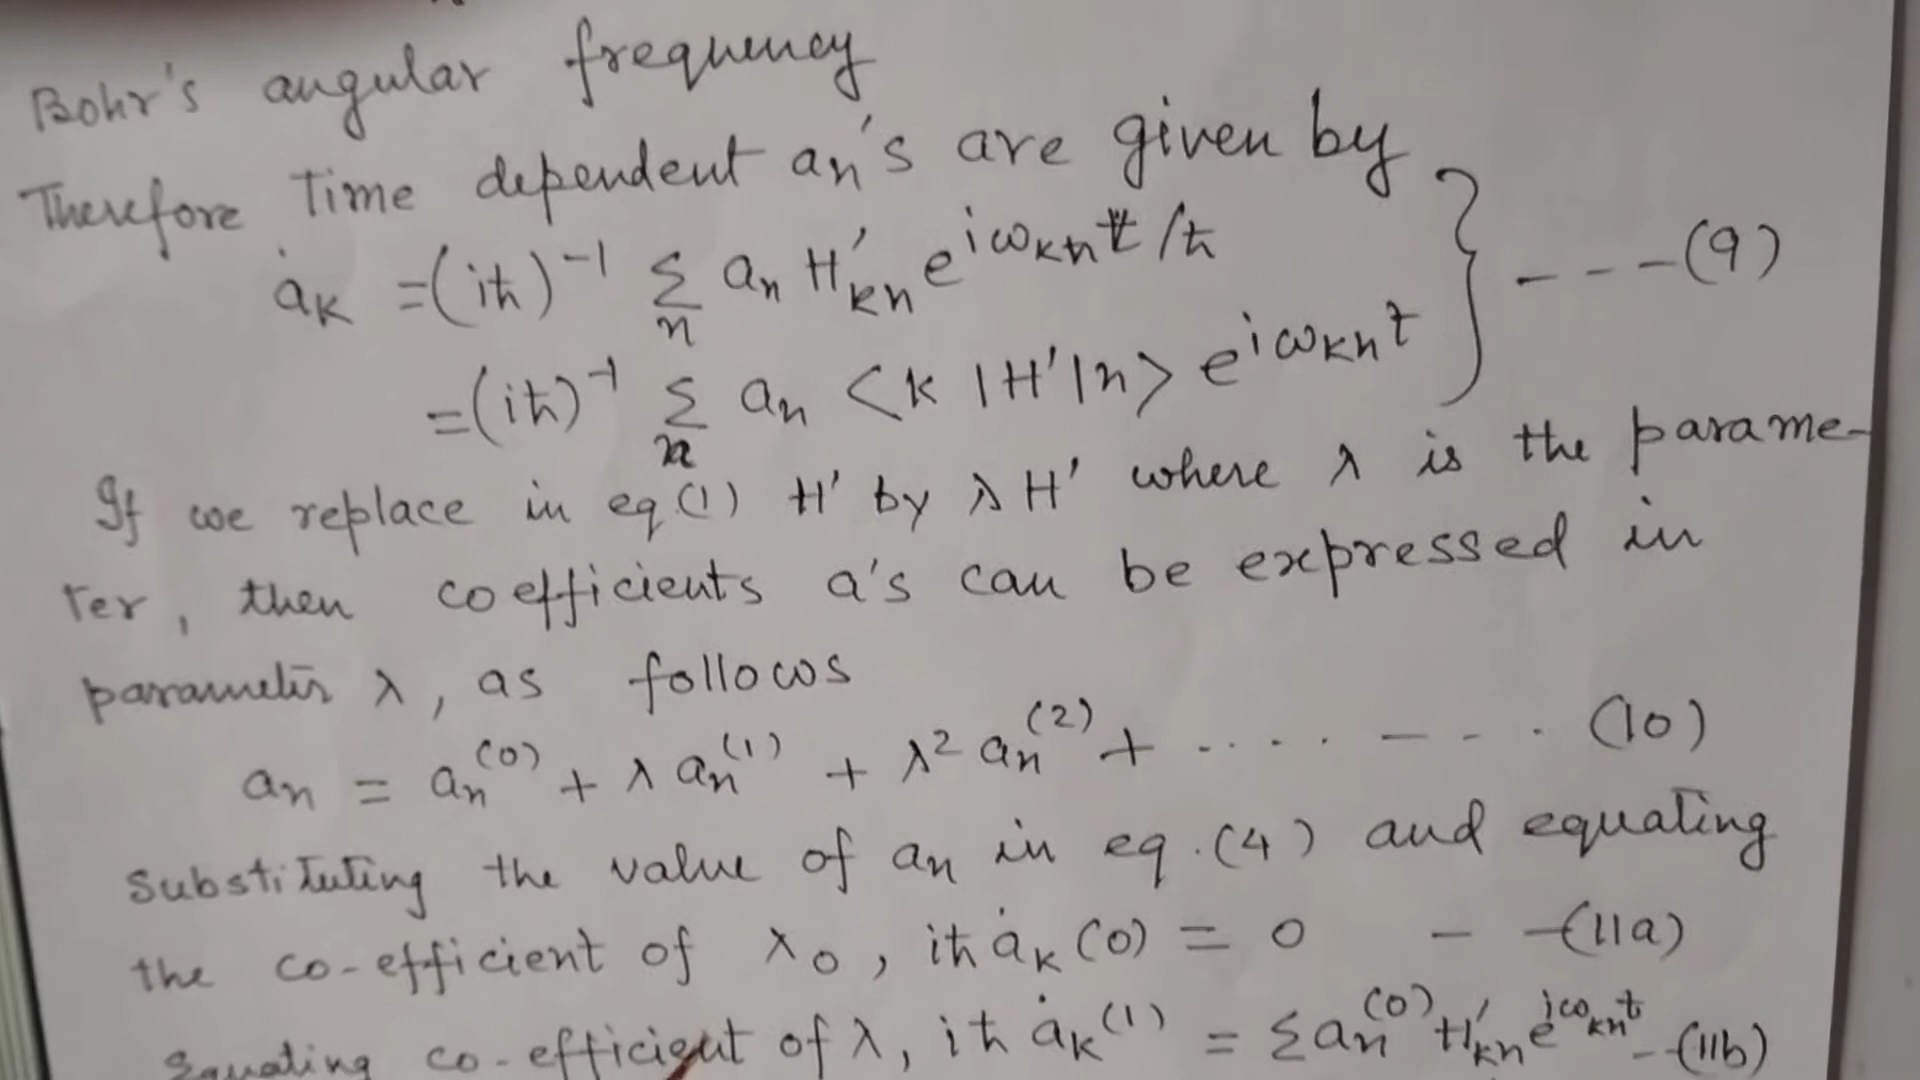 Bohr's angular frequency
Therefore Time dependent an's are given by
ȧk = (iħ)⁻¹ Σn an H'kn e^iωknt/ħ
= (iħ)⁻¹ Σn an <k|H'|n> e^iωknt } - - - - (9)
If we replace in eq.(1) H' by λH' where λ is the parame-
ter, then coefficients a's can be expressed in
parameter λ, as follows
an = an⁽⁰⁾ + λ an⁽¹⁾ + λ² an⁽²⁾ + ..... - - - (10)
Substituting the value of an in eq.(4) and equating
the co-efficient of λ₀, iħ ȧk (0) = 0 - -(11a)
Equating co-efficient of λ, iħ ȧk⁽¹⁾ = Σ an⁽⁰⁾ H'kn e^iωknt -(11b)